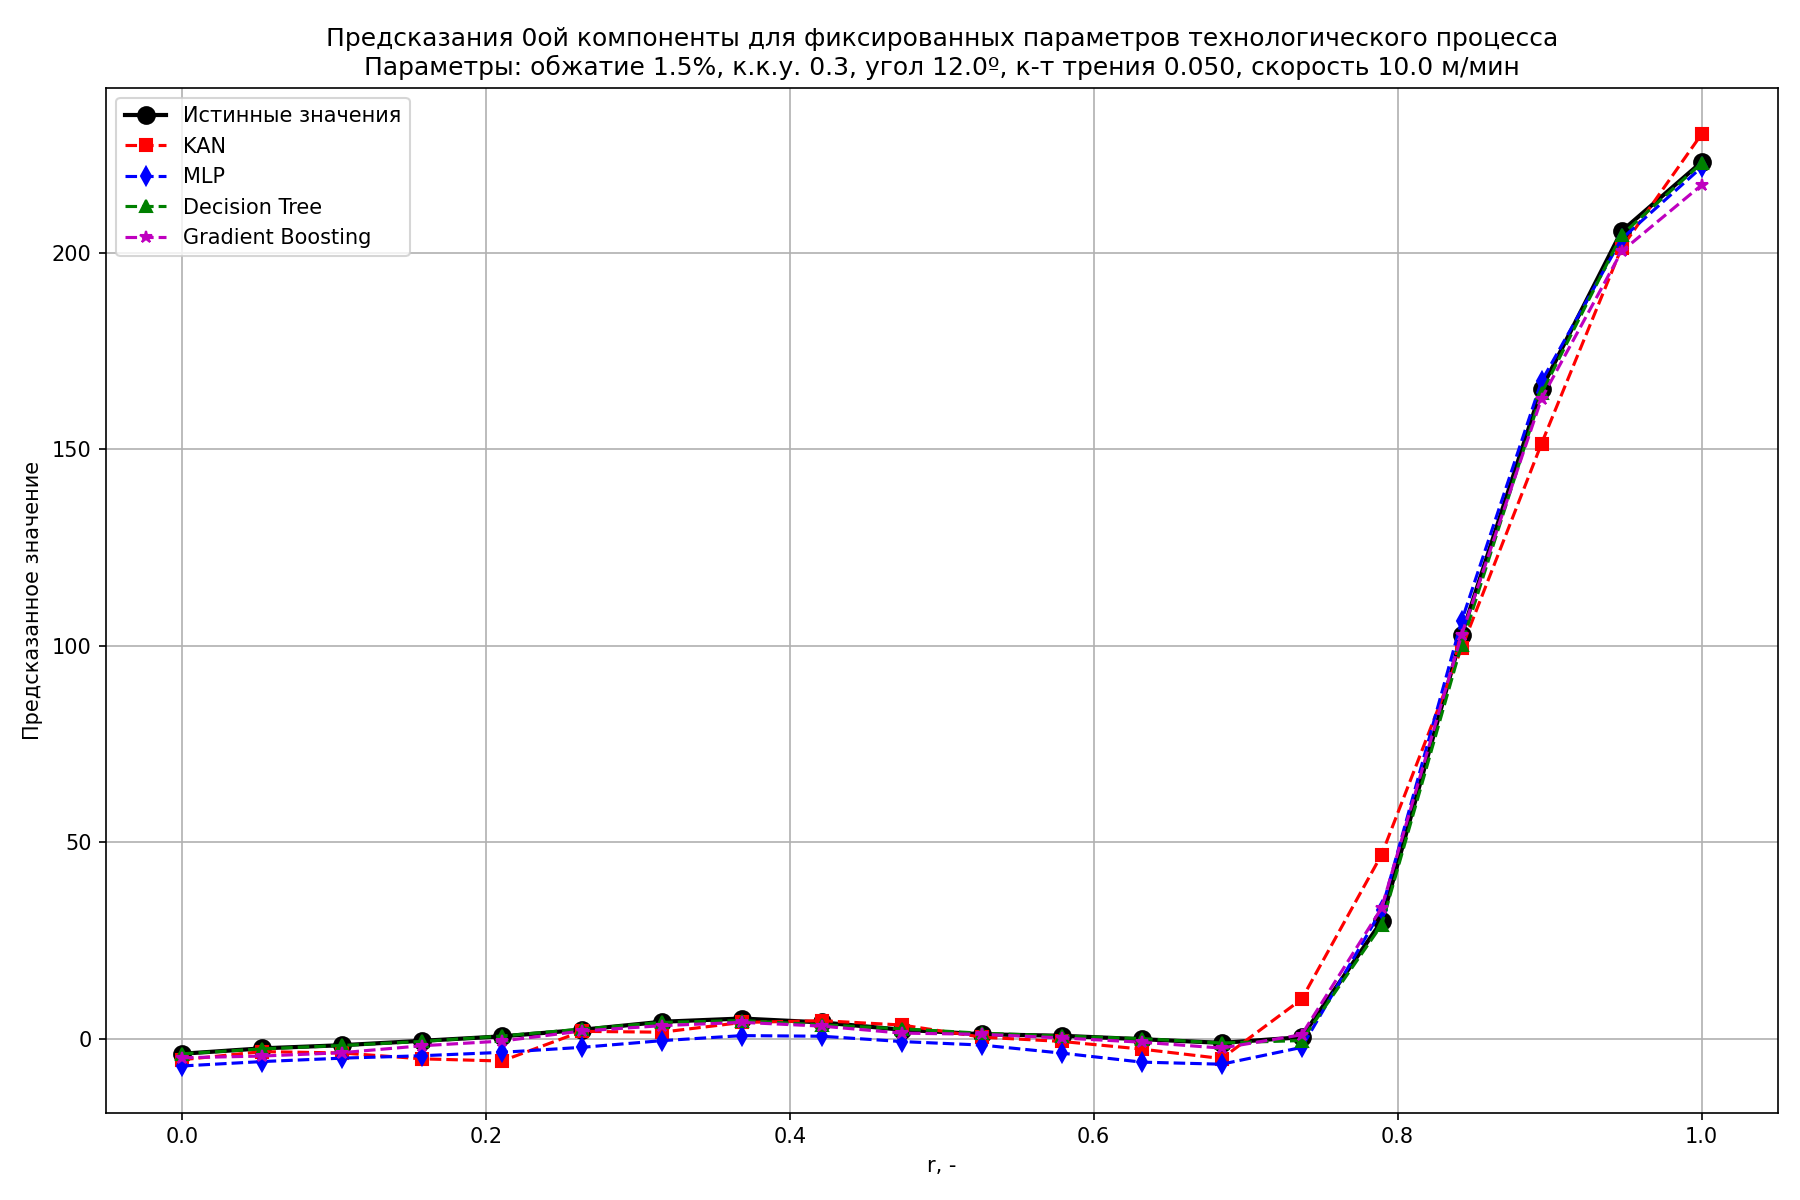 Предсказания 0ой компоненты для фиксированных параметров технологического процесса
Параметры: обжатие 1.5%, к.к.у. 0.3, угол 12.0º, к-т трения 0.050, скорость 10.0 м/мин
Истинные значения
KAN
MLP
Decision Tree
Gradient Boosting
Предсказанное значение
200
150
100
50
0
0.0 0.2 0.4 0.6 0.8 1.0
r, -